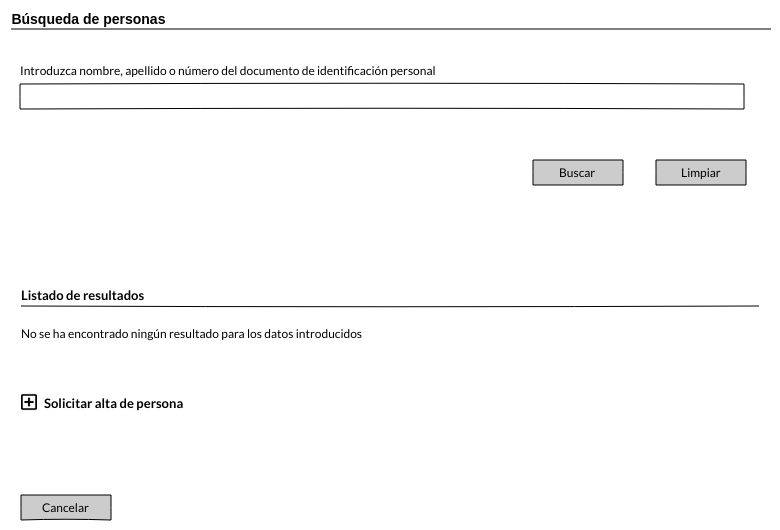 Búsqueda de personas
Introduzca nombre, apellido o número del documento de identificación personal
Buscar Limpiar
Listado de resultados
No se ha encontrado ningún resultado para los datos introducidos
Solicitar alta de persona
Cancelar